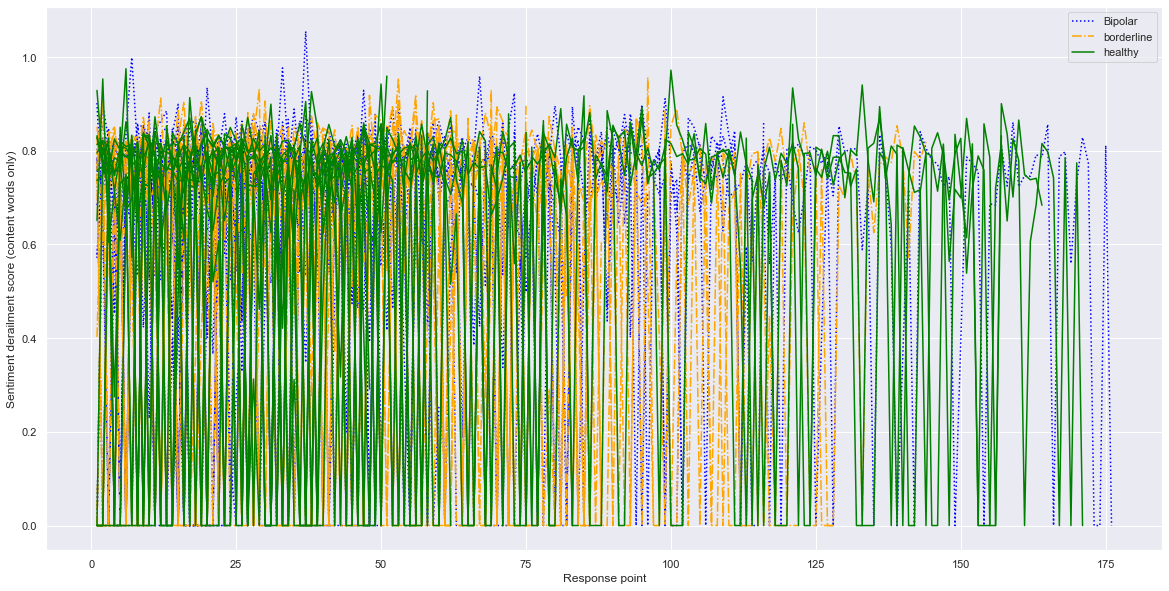 Bipolar
borderline
healthy
1.0
0.8
0.6
0.4
0.2
0.0
Sentiment derailment score (content words only)
0
25
50
75
100
125
150
175
Response point